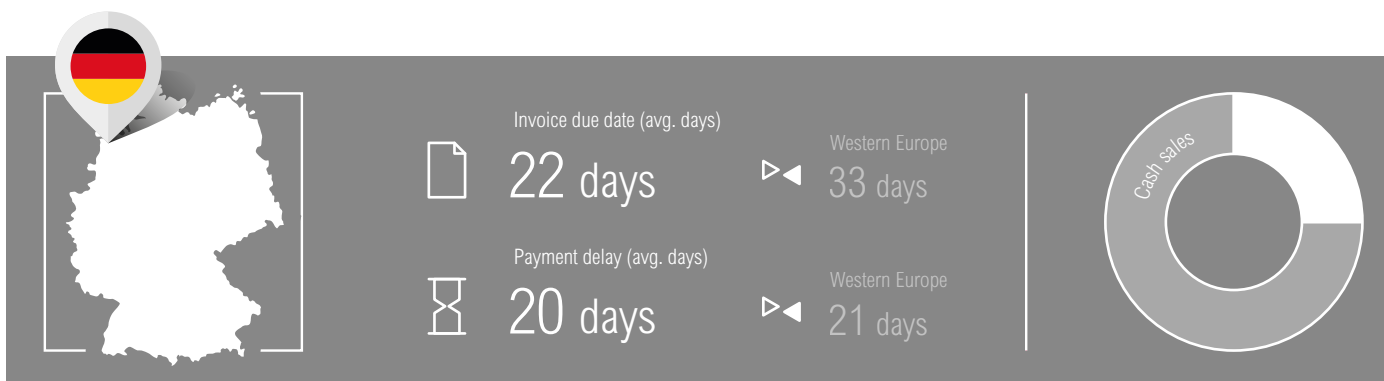 Invoice due date (avg. days)
22 days
Western Europe
33 days
Payment delay (avg. days)
20 days
Western Europe
21 days
Cash sales